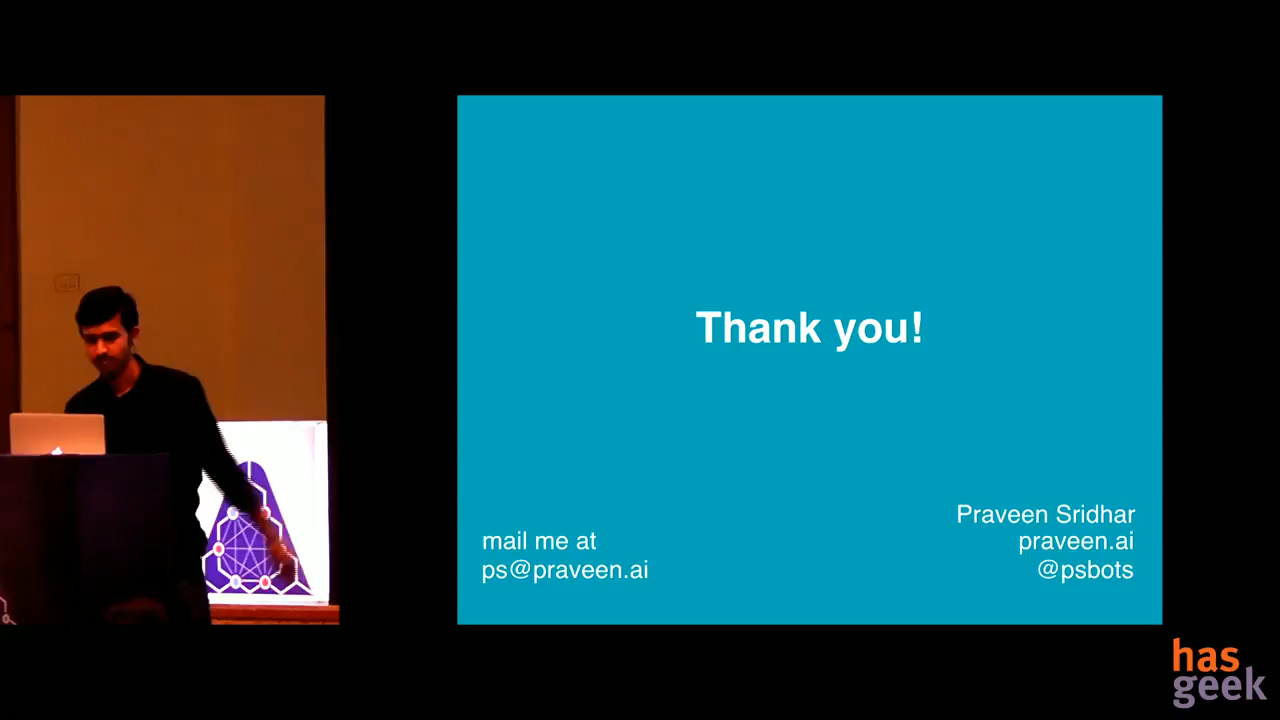 Thank you!
mail me at
ps@praveen.ai
Praveen Sridhar
praveen.ai
@psbots
has
geek